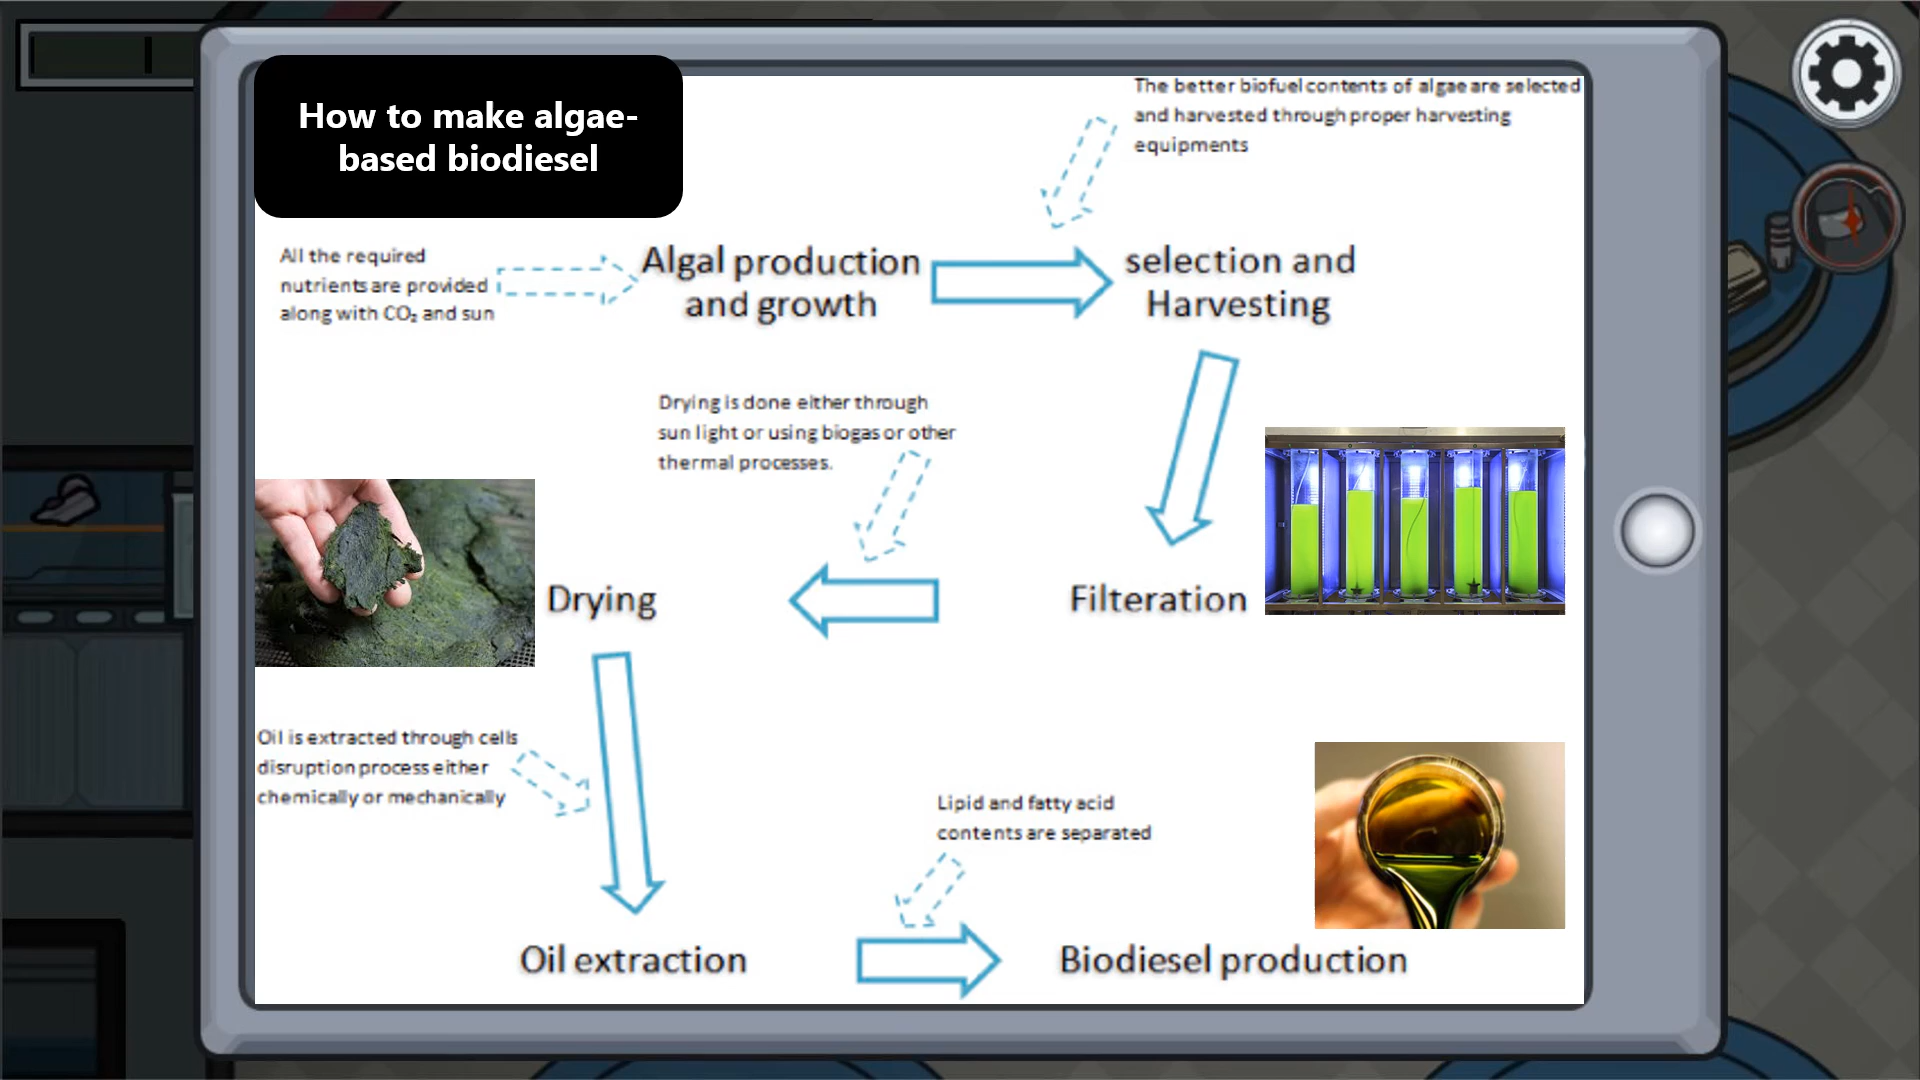 How to make algae-
based biodiesel
The better biofuel contents of algae are selected
and harvested through proper harvesting
equipments
All the required
nutrients are provided
along with CO₂ and sun
Algal production
and growth
selection and
Harvesting
Drying is done either through
sun light or using biogas or other
thermal processes.
Drying
Filteration
Oil is extracted through cells
disruption process either
chemically or mechanically
Lipid and fatty acid
contents are separated
Oil extraction
Biodiesel production